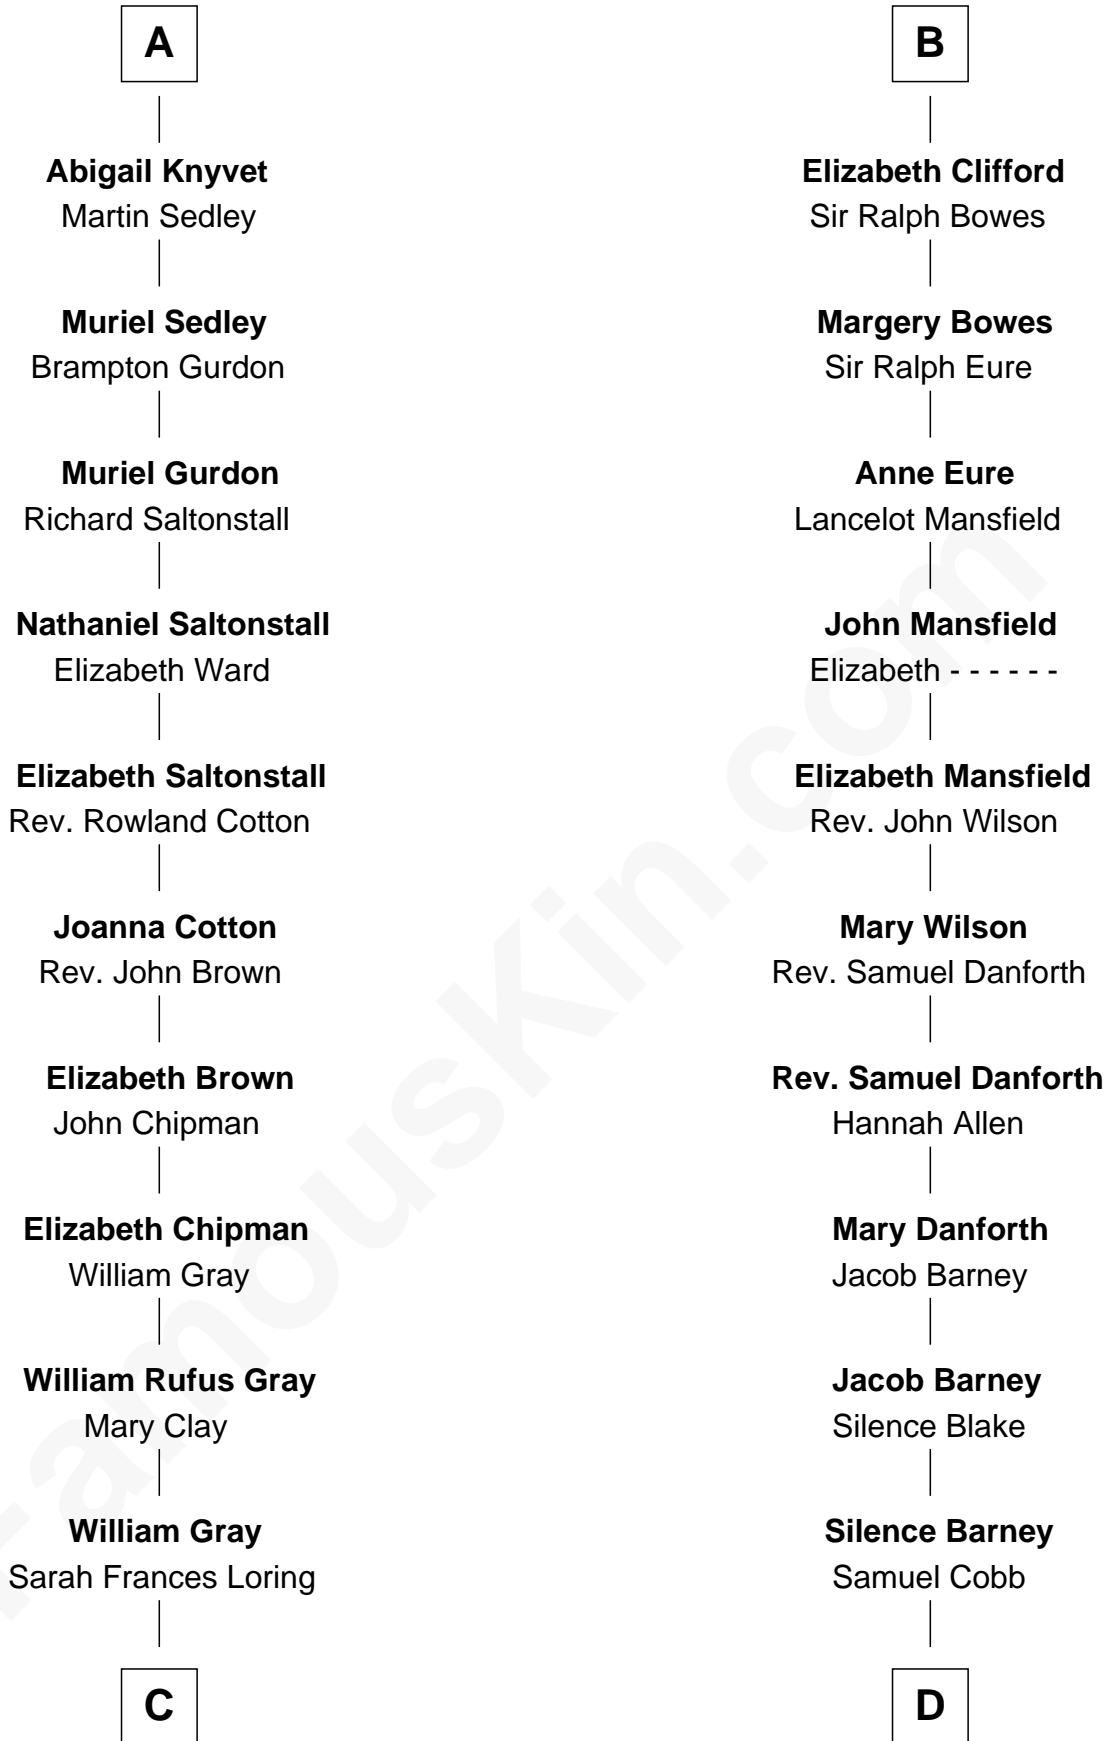 A
Abigail Knyvet
Martin Sedley
Muriel Sedley
Brampton Gurdon
Muriel Gurdon
Richard Saltonstall
Nathaniel Saltonstall
Elizabeth Ward
Elizabeth Saltonstall
Rev. Rowland Cotton
Joanna Cotton
Rev. John Brown
Elizabeth Brown
John Chipman
Elizabeth Chipman
William Gray
William Rufus Gray
Mary Clay
William Gray
Sarah Frances Loring
C
B
Elizabeth Clifford
Sir Ralph Bowes
Margery Bowes
Sir Ralph Eure
Anne Eure
Lancelot Mansfield
John Mansfield
Elizabeth - - - - - -
Elizabeth Mansfield
Rev. John Wilson
Mary Wilson
Rev. Samuel Danforth
Rev. Samuel Danforth
Hannah Allen
Mary Danforth
Jacob Barney
Jacob Barney
Silence Blake
Silence Barney
Samuel Cobb
D
FamousKin.com